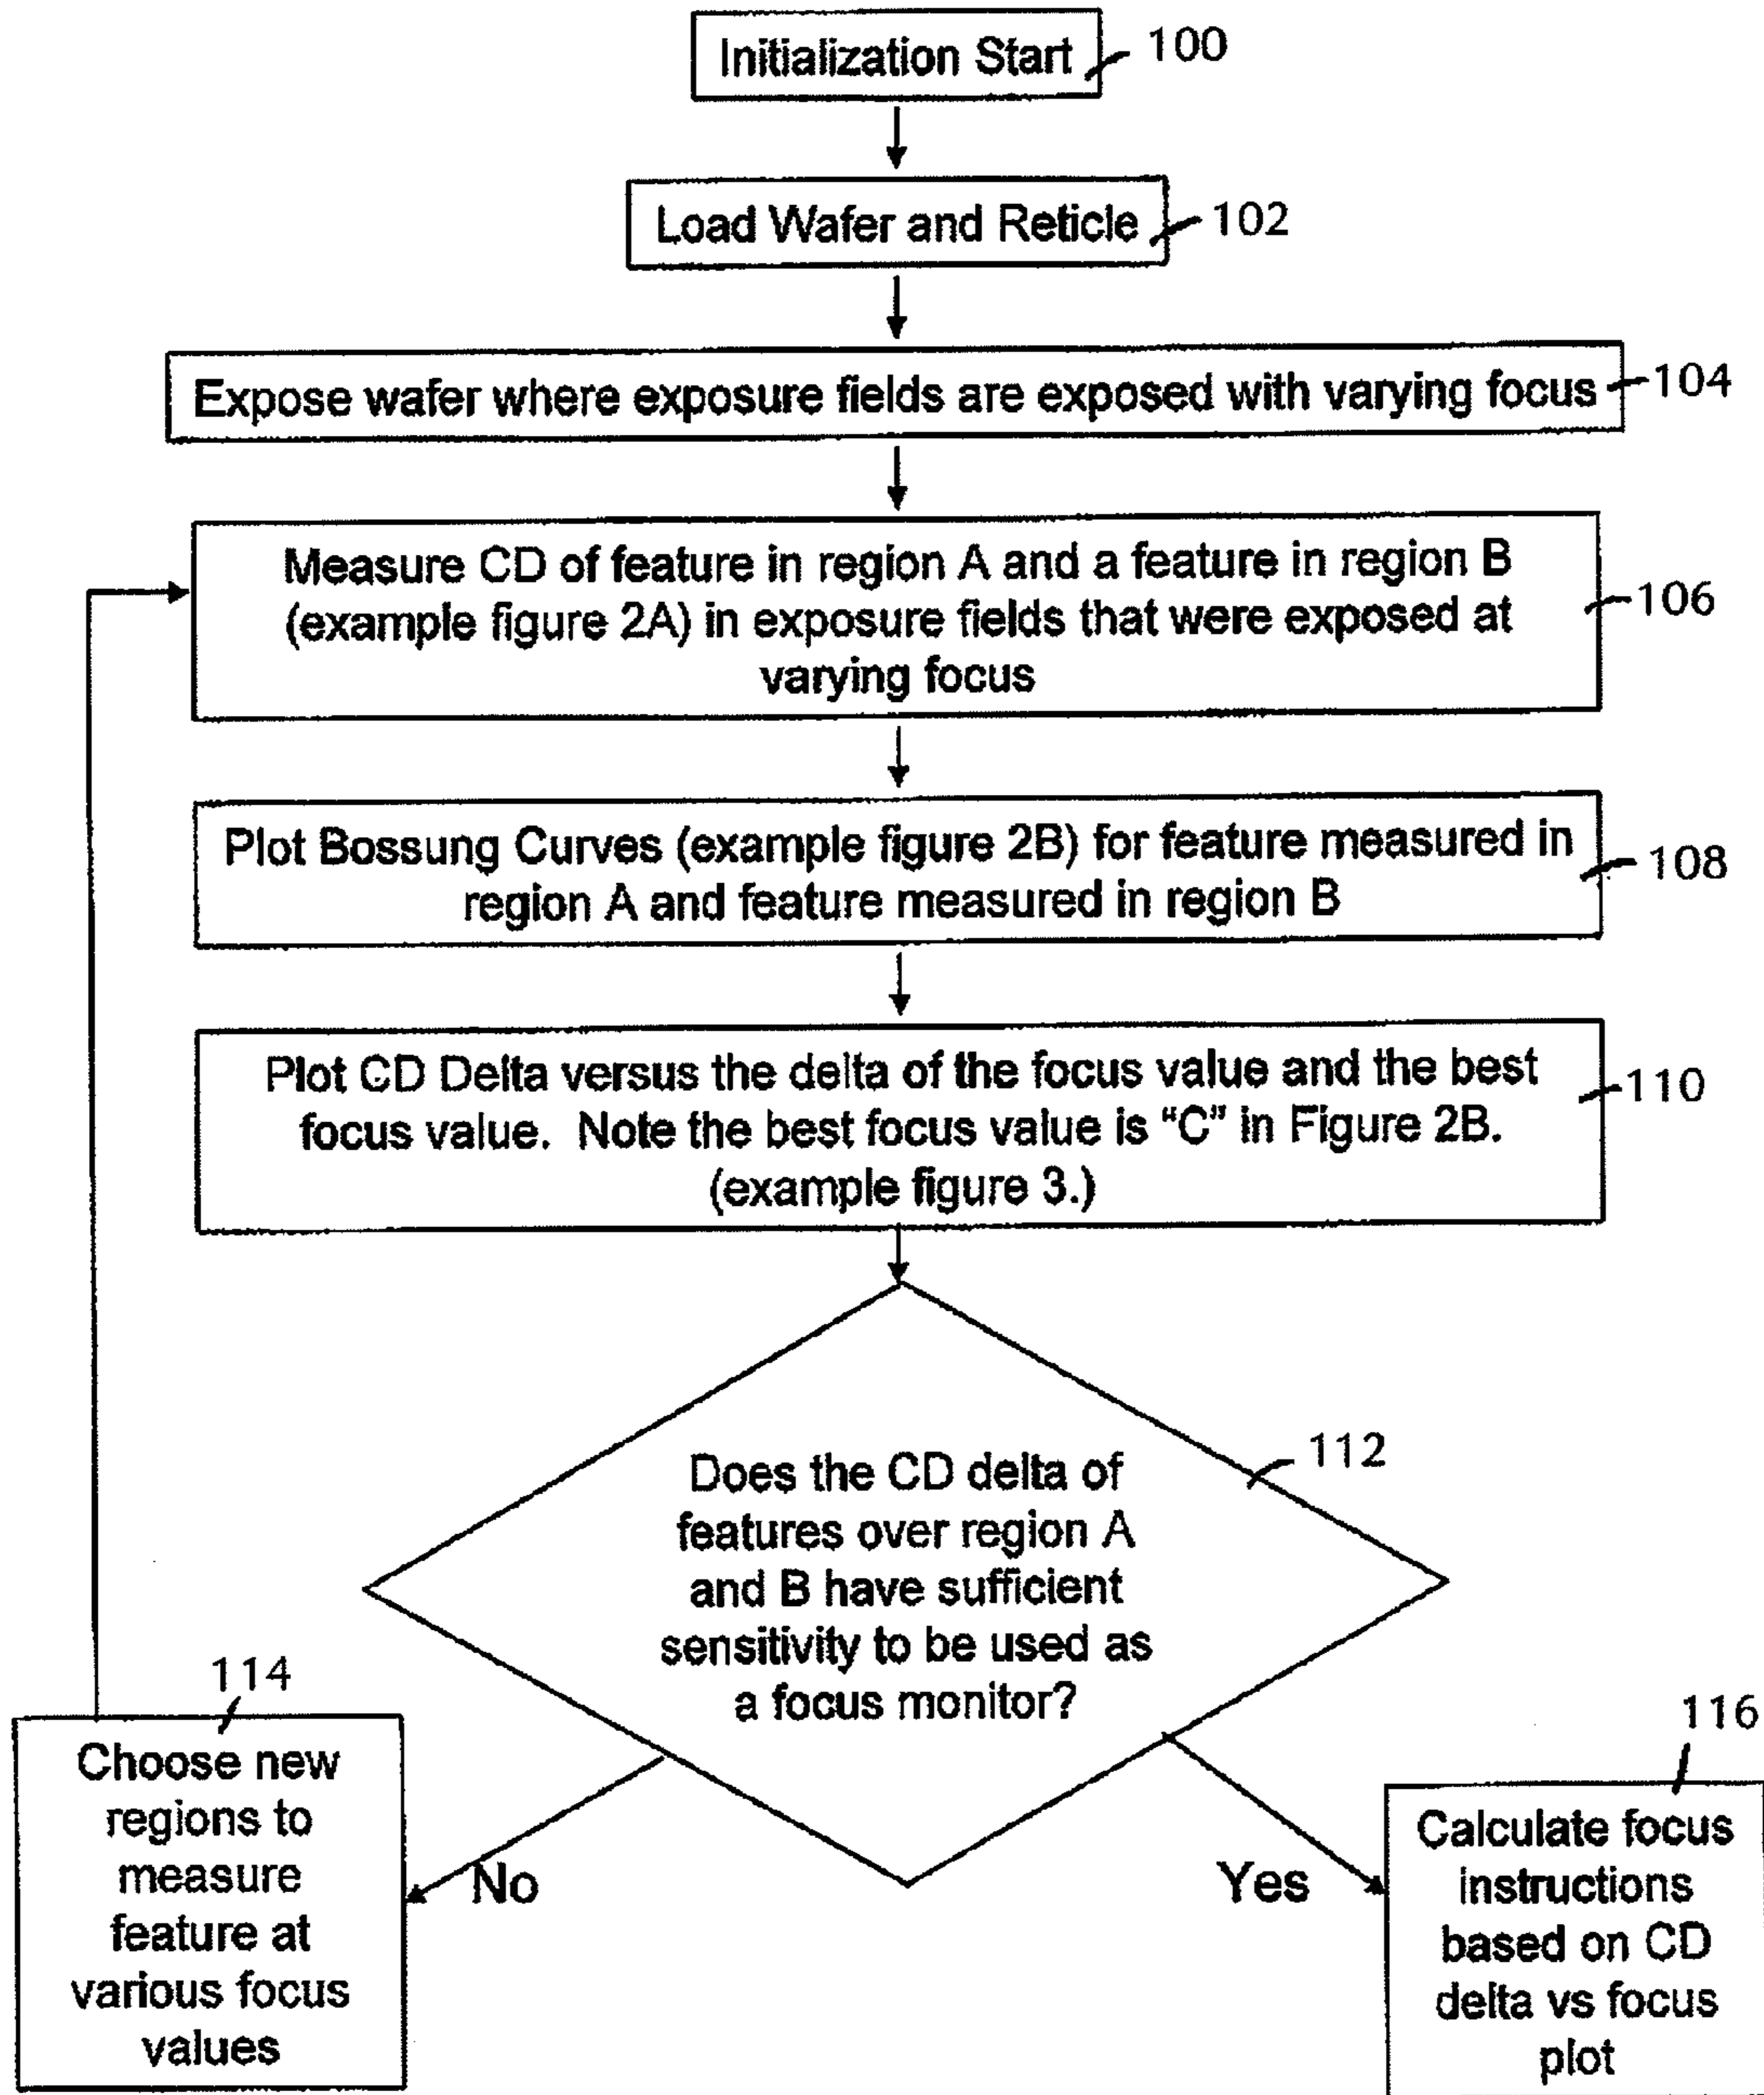 Initialization Start
100
Load Wafer and Reticle
102
Expose wafer where exposure fields are exposed with varying focus
104
Measure CD of feature in region A and a feature in region B
(example figure 2A) in exposure fields that were exposed at
varying focus
106
Plot Bossung Curves (example figure 2B) for feature measured in
region A and feature measured in region B
108
Plot CD Delta versus the delta of the focus value and the best
focus value. Note the best focus value is “C” in Figure 2B.
(example figure 3.)
110
Does the CD delta of
features over region A
and B have sufficient
sensitivity to be used as
a focus monitor?
112
No
Yes
114
Choose new
regions to
measure
feature at
various focus
values
116
Calculate focus
instructions
based on CD
delta vs focus
plot